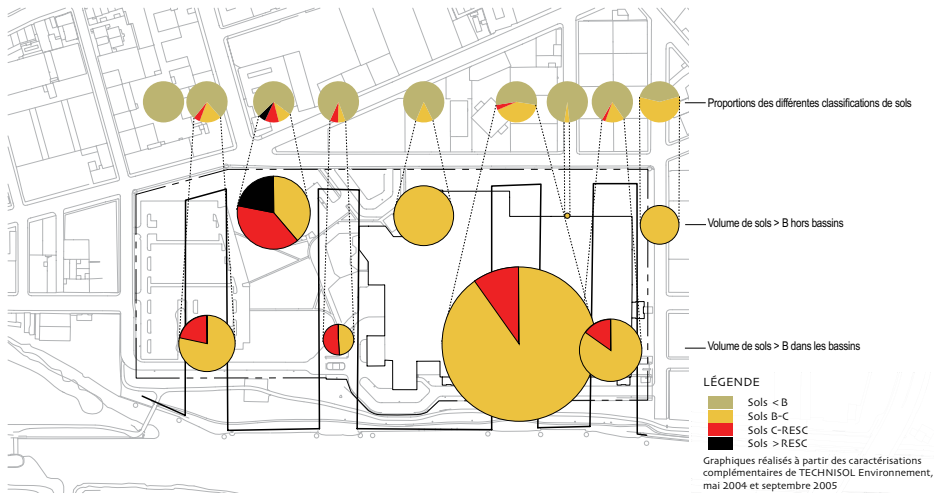 Proportions des différentes classifications de sols
Volume de sols > B hors bassins
Volume de sols > B dans les bassins
LÉGENDE
Sols < B
Sols B-C
Sols C-RESC
Sols > RESC
Graphiques réalisés à partir des caractérisations
complémentaires de TECHNISOL Environnement,
mai 2004 et septembre 2005